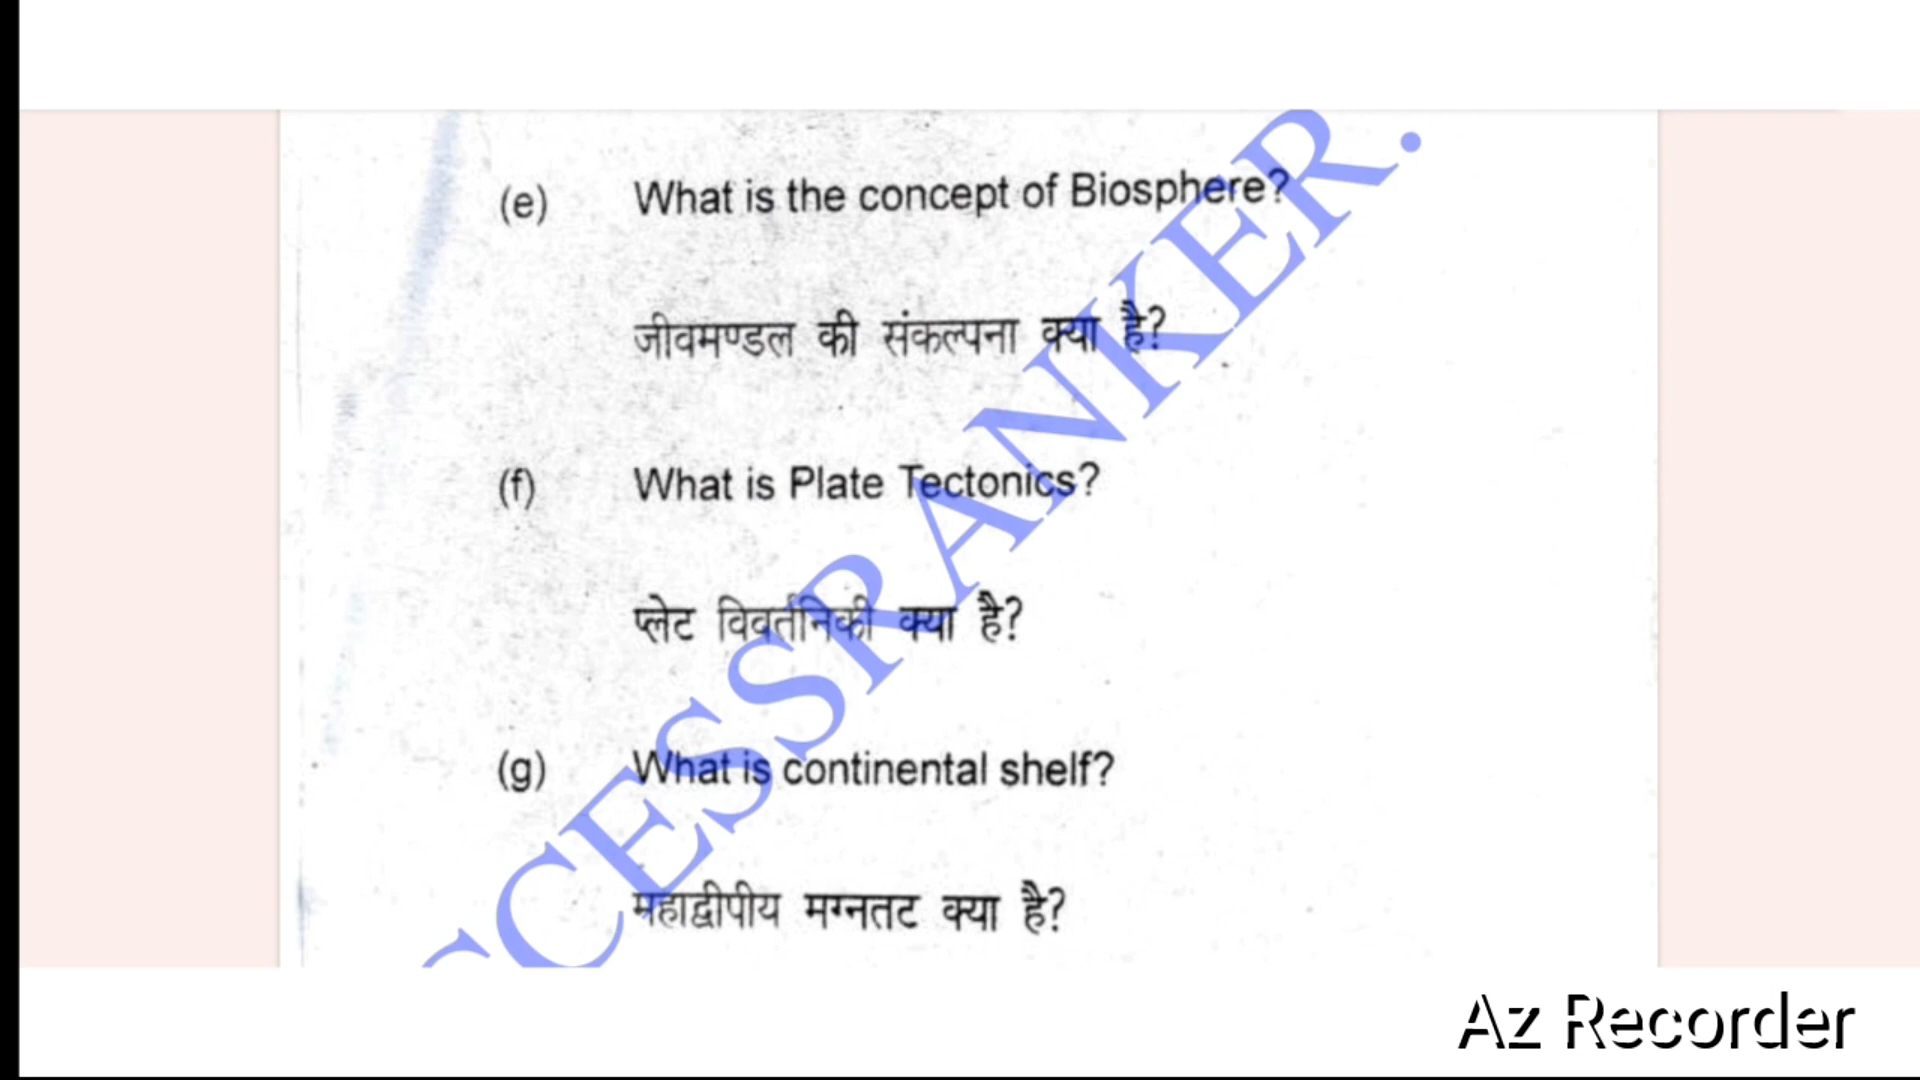 (e) What is the concept of Biosphere?
जीवमण्डल की संकल्पना क्या है?
(f) What is Plate Tectonics?
प्लेट विवर्तनिकी क्या है?
(g) What is continental shelf?
महाद्वीपीय मग्नतट क्या है?
CCESSRANKER.
Az Recorder